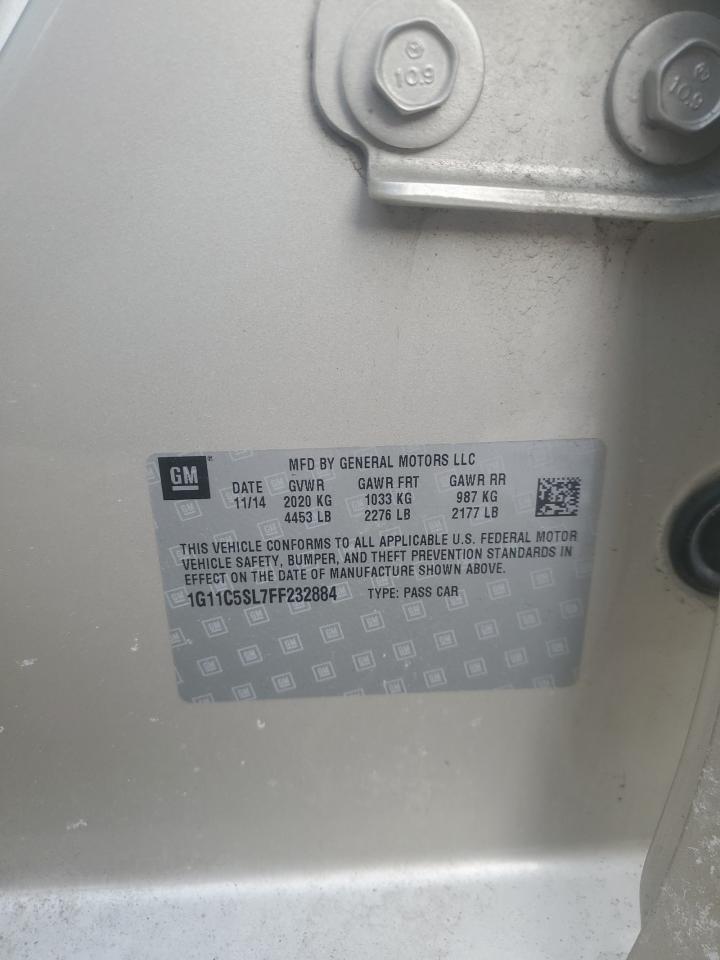 10.9
10.9
GM
MFD BY GENERAL MOTORS LLC
DATE GVWR GAWR FRT GAWR RR
11/14 2020 KG 1033 KG 987 KG
4453 LB 2276 LB 2177 LB
THIS VEHICLE CONFORMS TO ALL APPLICABLE U.S. FEDERAL MOTOR
VEHICLE SAFETY, BUMPER, AND THEFT PREVENTION STANDARDS IN
EFFECT ON THE DATE OF MANUFACTURE SHOWN ABOVE.
1G11C5SL7FF232884 TYPE: PASS CAR